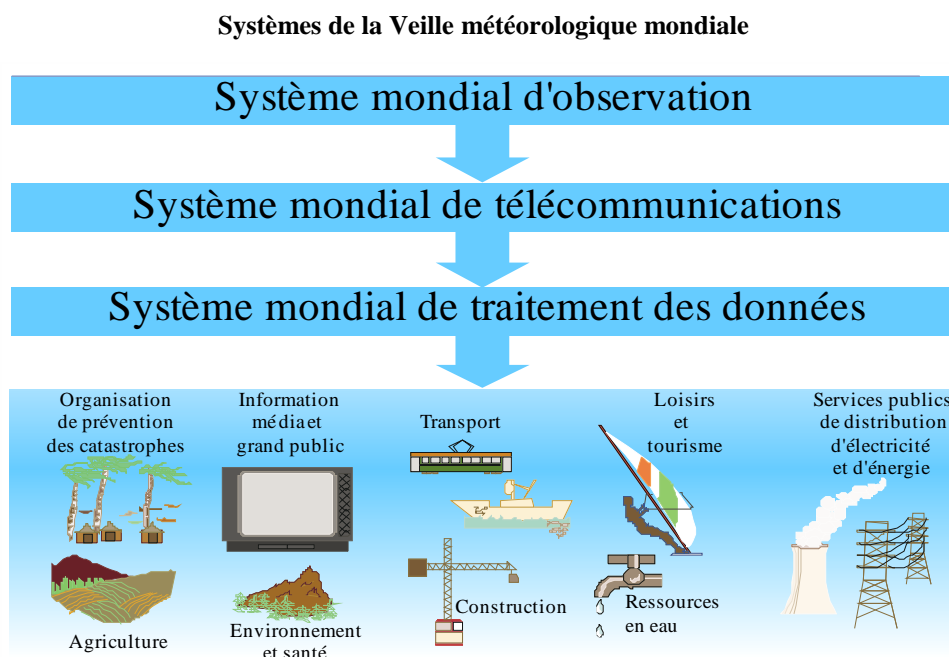 Systèmes de la Veille météorologique mondiale
Système mondial d'observation
Système mondial de télécommunications
Système mondial de traitement des données
Organisation
de prévention
des catastrophes
Information
média et
grand public
Transport
Loisirs
et
tourisme
Services publics
de distribution
d'électricité
et d'énergie
Agriculture
Environnement
et santé
Construction
Ressources
en eau